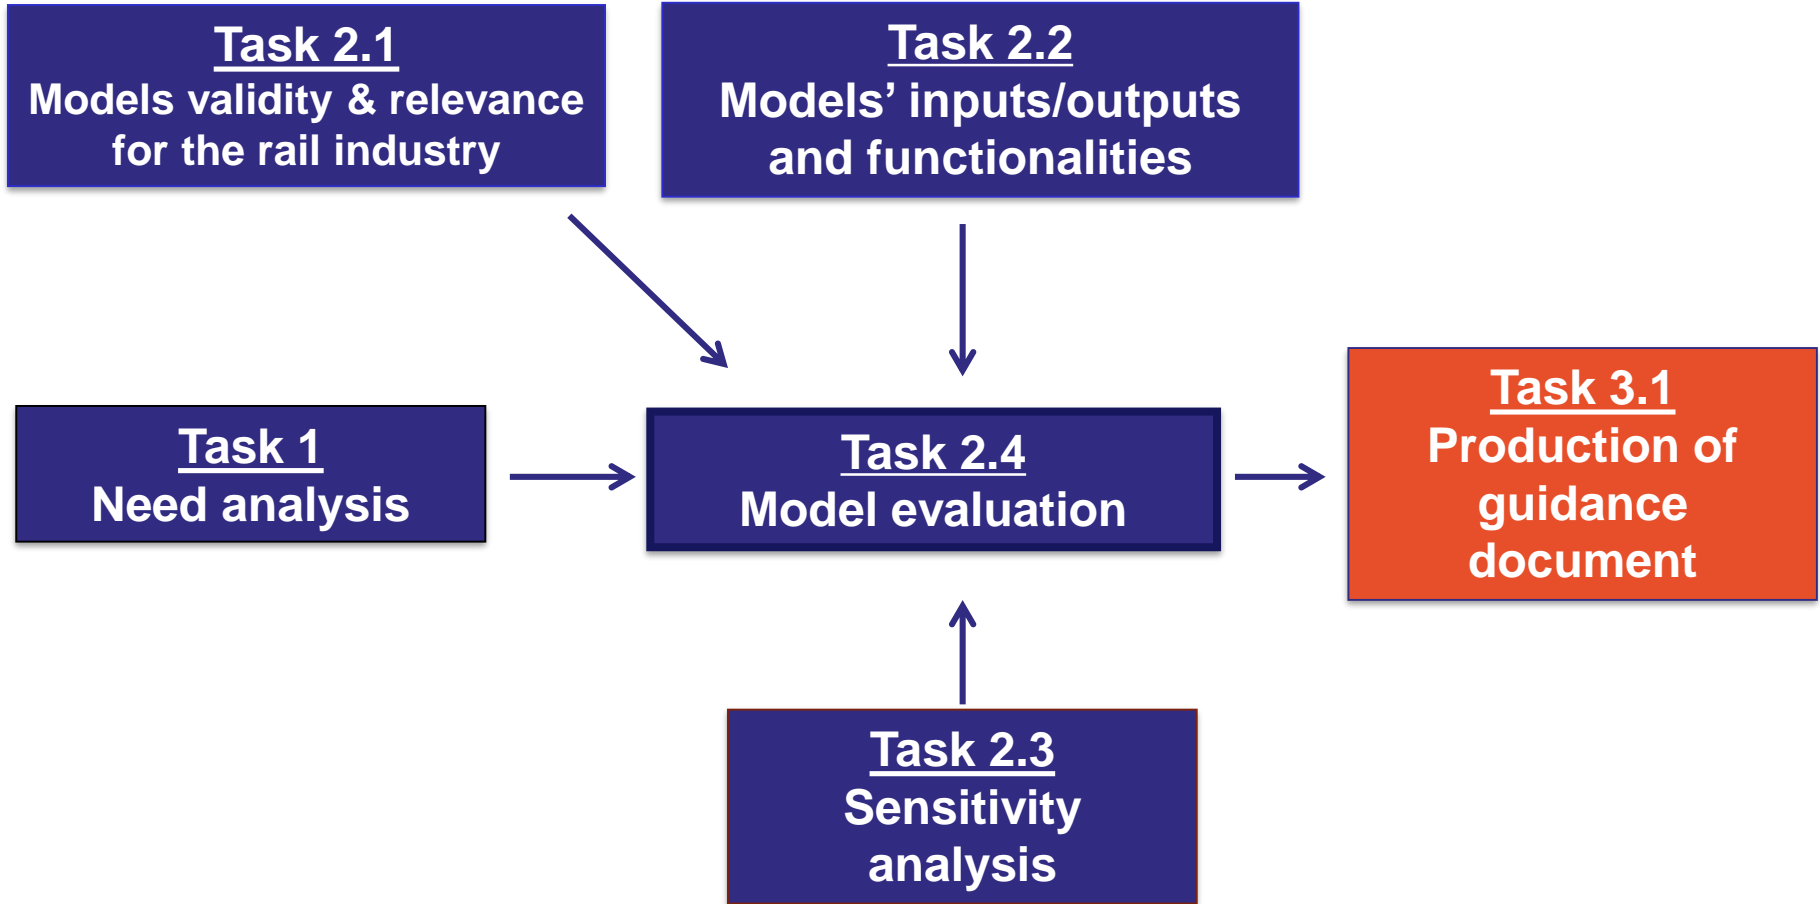 Task 2.1
Models validity & relevance
for the rail industry
Task 2.2
Models’ inputs/outputs
and functionalities
Task 1
Need analysis
Task 2.4
Model evaluation
Task 3.1
Production of
guidance
document
Task 2.3
Sensitivity
analysis